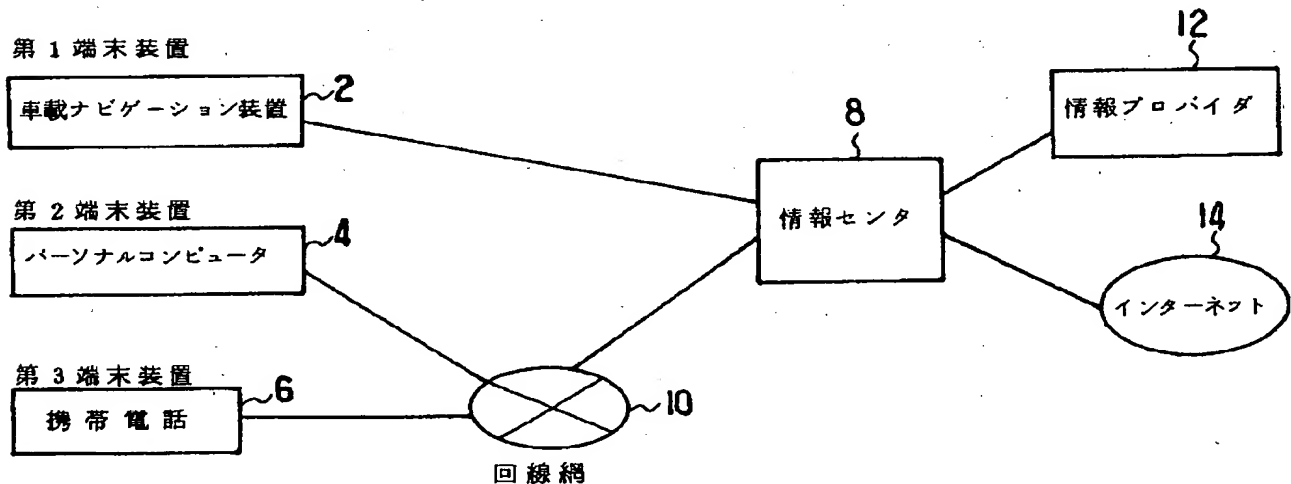 第1端末装置
車載ナビゲーション装置
2
第2端末装置
パーソナルコンピュータ
4
第3端末装置
携帯電話
6
回線網
10
情報センタ
8
情報プロバイダ
12
インターネット
14